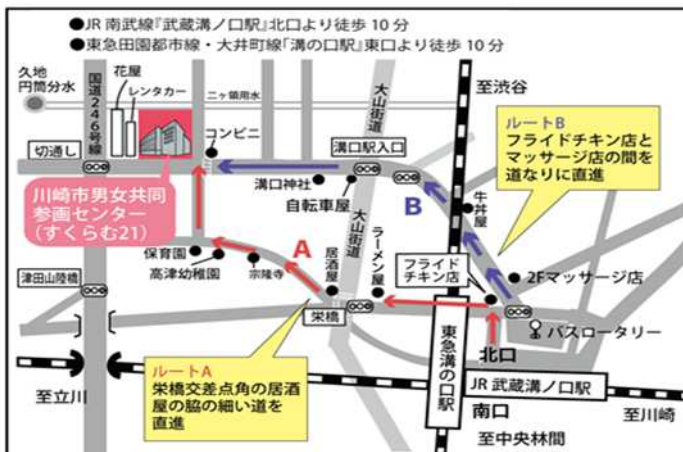 ●JR南武線『武蔵溝ノ口駅』北口より徒歩10分
●東急田園都市線・大井町線「溝の口駅」東口より徒歩10分
久地
円筒分水
国道246号線
花屋
レンタカー
二ヶ領用水
大山街道
至渋谷
切通し
コンビニ
溝口駅入口
溝口神社
自転車屋
B
牛丼屋
ルートB
フライドチキン店と
マッサージ店の間を
道なりに直進
川崎市男女共同
参画センター
(すくらむ21)
大山街道
A
保育園
高津幼稚園
宗隆寺
居酒屋
ラーメン屋
フライド
チキン店
2Fマッサージ店
津田山陸橋
栄橋
バスロータリー
北口
東急溝の口駅
ルートA
栄橋交差点角の居酒
屋の脇の細い道を
直進
JR武蔵溝ノ口駅
南口
至立川
至川崎
至中央林間